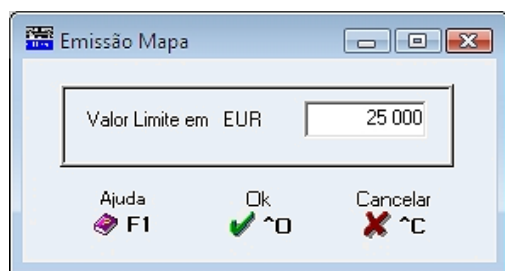 Emissão Mapa
Valor Limite em EUR 25 000
Ajuda Ok Cancelar
F1 ^O ^C